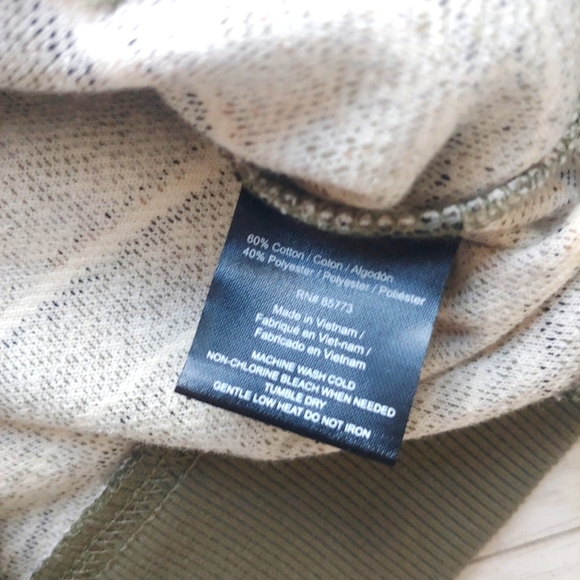 60% Cotton / Coton / Algodón
40% Polyester / Polyester / Poliéster
RN# 85773
Made in Vietnam /
Fabriqué en Viet-nam /
Fabricado en Vietnam
MACHINE WASH COLD
NON-CHLORINE BLEACH WHEN NEEDED
TUMBLE DRY
GENTLE LOW HEAT DO NOT IRON